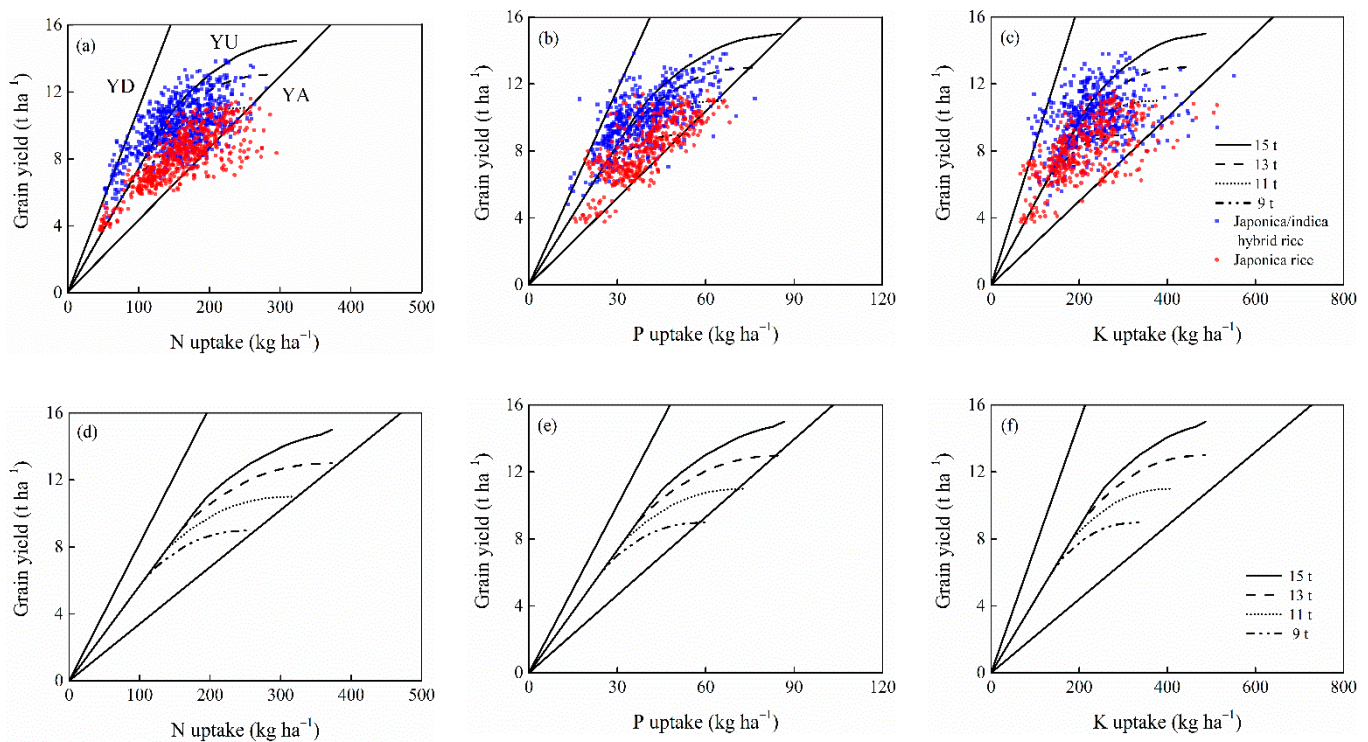 16
12
8
4
0
Grain yield (t ha⁻¹)
(a)
YU
YD
YA
0 100 200 300 400 500
N uptake (kg ha⁻¹)
16
12
8
4
0
Grain yield (t ha⁻¹)
(b)
0 30 60 90 120
P uptake (kg ha⁻¹)
16
12
8
4
0
Grain yield (t ha⁻¹)
(c)
15 t
13 t
11 t
9 t
Japonica/indica
hybrid rice
Japonica rice
0 200 400 600 800
K uptake (kg ha⁻¹)
16
12
8
4
0
Grain yield (t ha⁻¹)
(d)
0 100 200 300 400 500
N uptake (kg ha⁻¹)
16
12
8
4
0
Grain yield (t ha⁻¹)
(e)
0 30 60 90 120
P uptake (kg ha⁻¹)
16
12
8
4
0
Grain yield (t ha⁻¹)
(f)
15 t
13 t
11 t
9 t
0 200 400 600 800
K uptake (kg ha⁻¹)